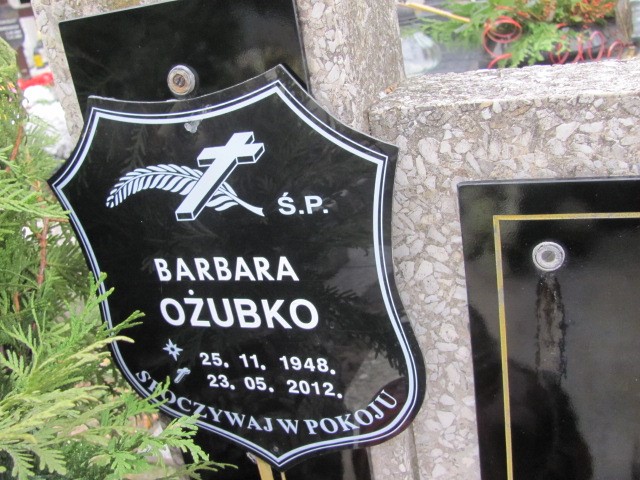 Ś.P.
BARBARA
OŻUBKO
25. 11. 1948.
23. 05. 2012.
SPOCZYWAJ W POKOJU